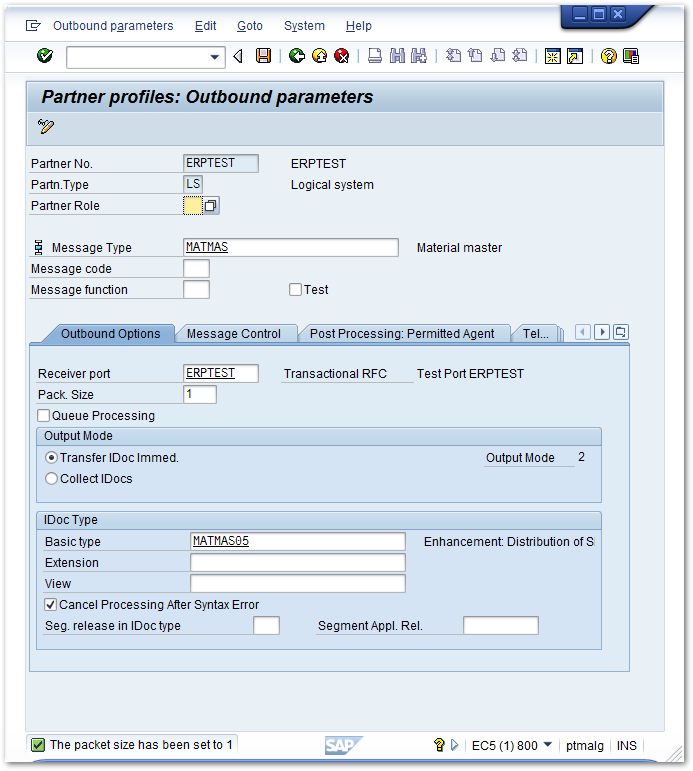 Outbound parameters Edit Goto System Help
Partner profiles: Outbound parameters
Partner No. ERPTEST ERPTEST
Partn.Type LS Logical system
Partner Role
Message Type MATMAS Material master
Message code
Message function Test
Outbound Options Message Control Post Processing: Permitted Agent Tel...
Receiver port ERPTEST Transactional RFC Test Port ERPTEST
Pack. Size 1
Queue Processing
Output Mode
Transfer IDoc Immed. Output Mode 2
Collect IDocs
IDoc Type
Basic type MATMAS05 Enhancement: Distribution of S
Extension
View
Cancel Processing After Syntax Error
Seg. release in IDoc type Segment Appl. Rel.
The packet size has been set to 1 SAP EC5 (1) 800 ptmalg INS